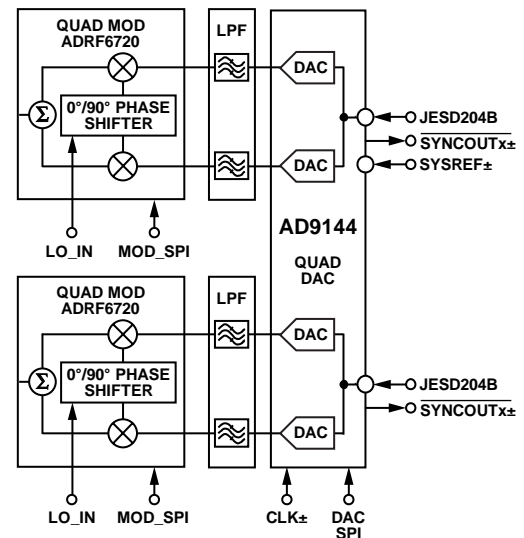 QUAD MOD
ADRF6720
LPF
DAC
Σ
0°/90° PHASE
SHIFTER
JESD204B
SYNCOUTx±
SYSREF±
DAC
LO_IN
MOD_SPI
AD9144
QUAD
DAC
QUAD MOD
ADRF6720
LPF
DAC
Σ
0°/90° PHASE
SHIFTER
JESD204B
SYNCOUTx±
DAC
LO_IN
MOD_SPI
CLK±
DAC
SPI